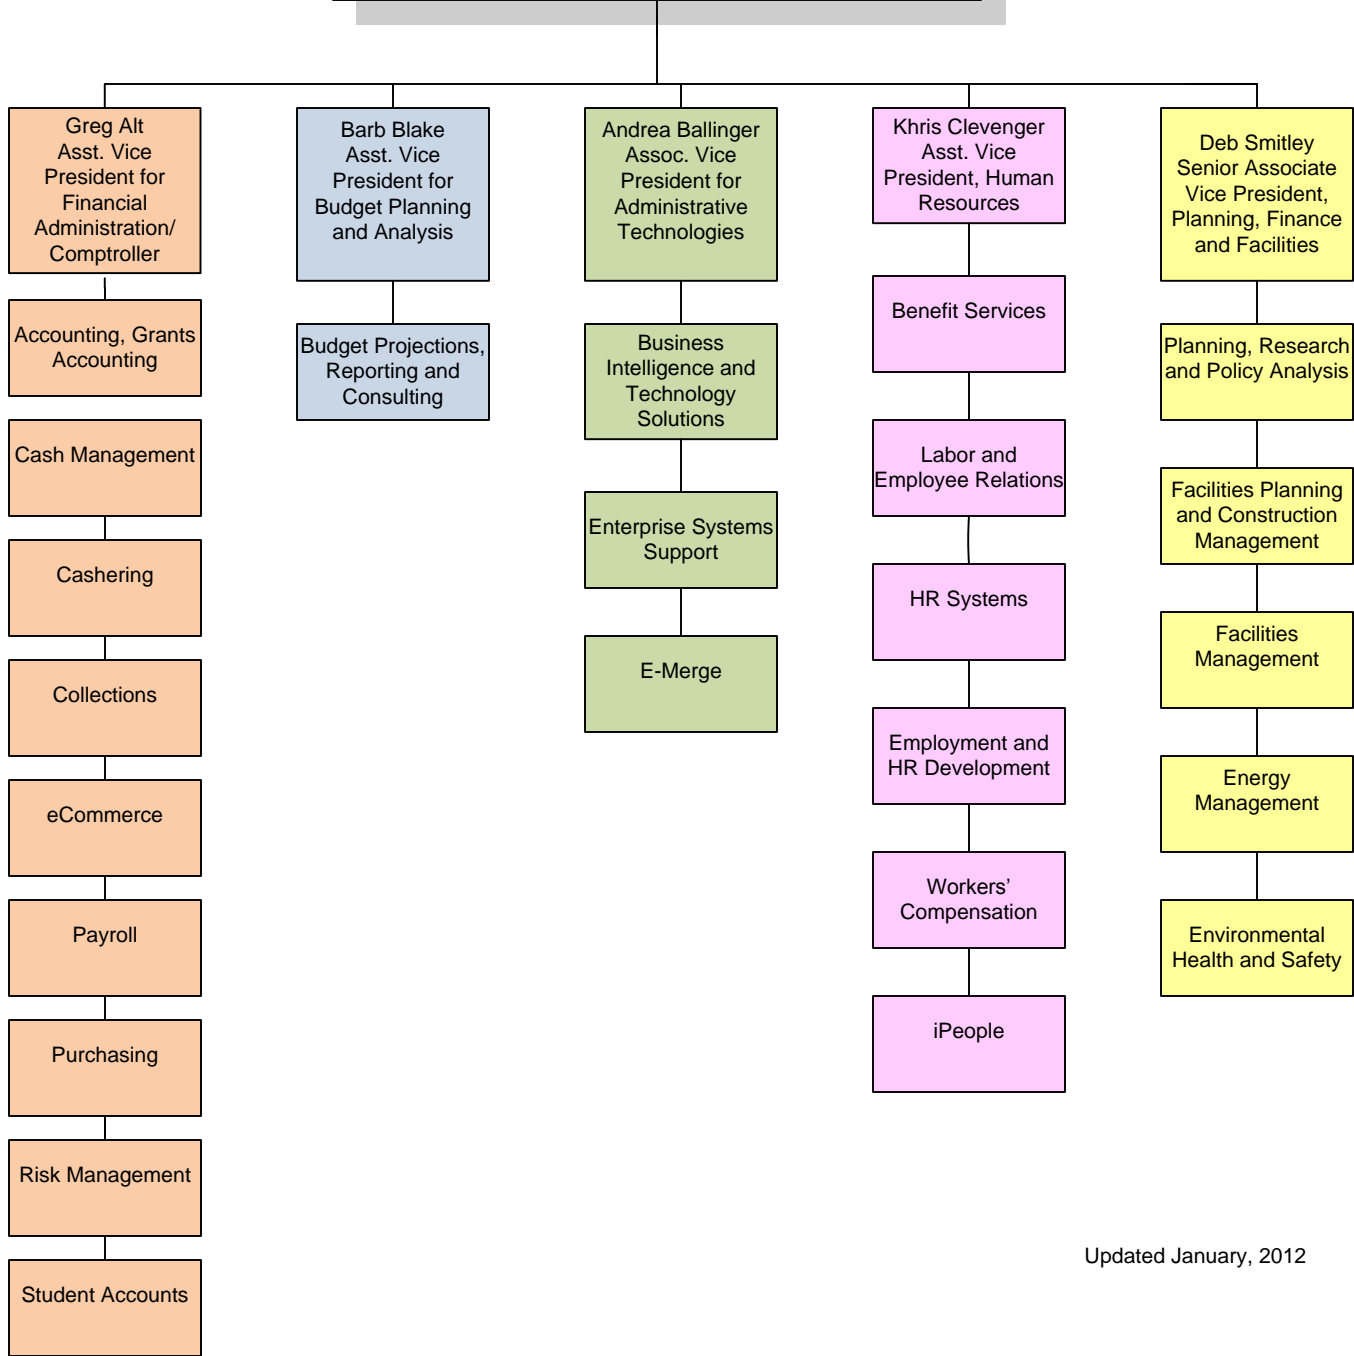 Greg Alt
Asst. Vice
President for
Financial
Administration/
Comptroller
Accounting, Grants
Accounting
Cash Management
Cashering
Collections
eCommerce
Payroll
Purchasing
Risk Management
Student Accounts
Barb Blake
Asst. Vice
President for
Budget Planning
and Analysis
Budget Projections,
Reporting and
Consulting
Andrea Ballinger
Assoc. Vice
President for
Administrative
Technologies
Business
Intelligence and
Technology
Solutions
Enterprise Systems
Support
E-Merge
Khris Clevenger
Asst. Vice
President, Human
Resources
Benefit Services
Labor and
Employee Relations
HR Systems
Employment and
HR Development
Workers’
Compensation
iPeople
Deb Smitley
Senior Associate
Vice President,
Planning, Finance
and Facilities
Planning, Research
and Policy Analysis
Facilities Planning
and Construction
Management
Facilities
Management
Energy
Management
Environmental
Health and Safety
Updated January, 2012